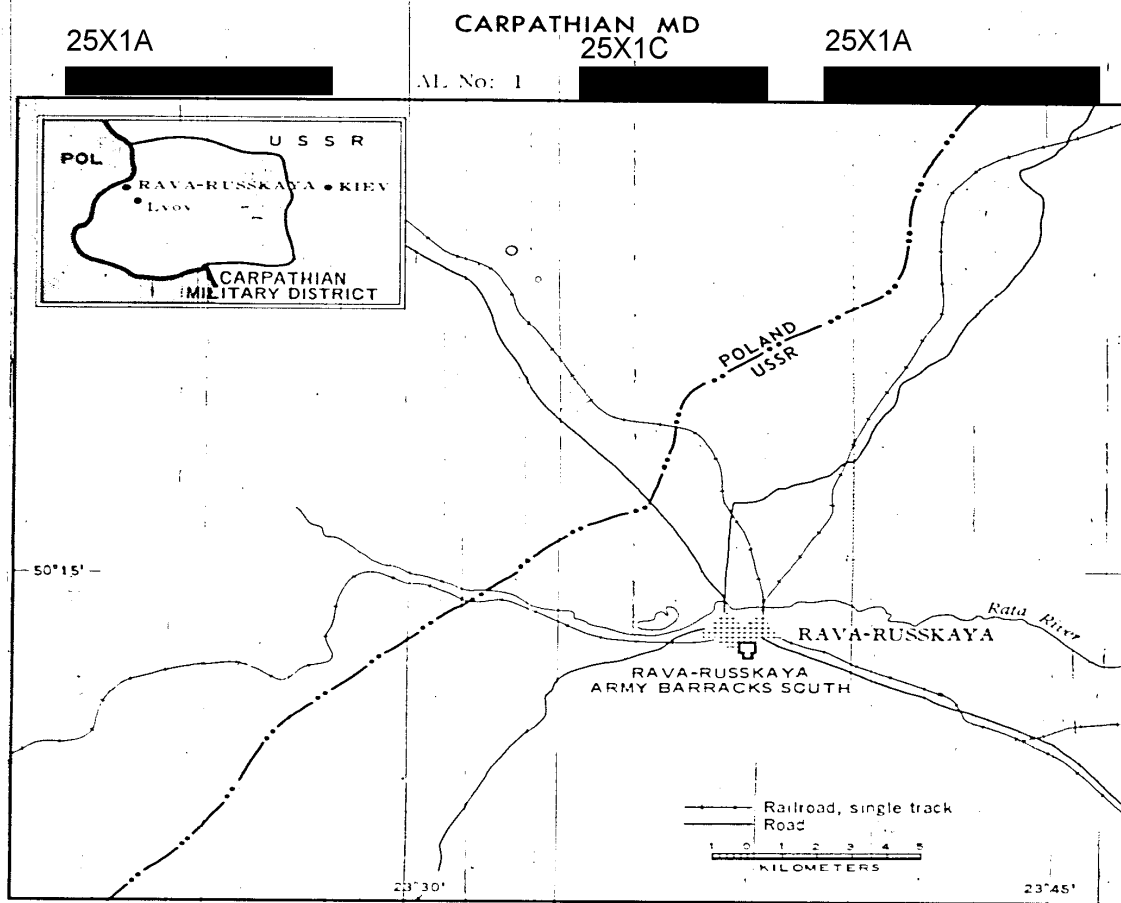 CARPATHIAN MD
25X1A
25X1C
25X1A
AL No: 1
USSR
POL
RAVA-RUSSKAYA
KIEV
Lvov
CARPATHIAN
MILITARY DISTRICT
POLAND
USSR
50°15'
Rata River
RAVA-RUSSKAYA
RAVA-RUSSKAYA
ARMY BARRACKS SOUTH
Railroad, single track
Road
1 0 1 2 3 4 5
KILOMETERS
23°30'
23°45'